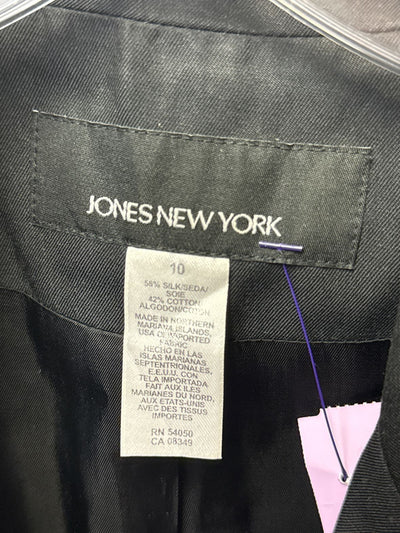 JONES NEW YORK
10
58% SILK/SEDA/
SOIE
42% COTTON
ALGODON/COTON
MADE IN NORTHERN
MARIANA ISLANDS,
USA OF IMPORTED
FABRIC
HECHO EN LAS
ISLAS MARIANAS
SEPTENTRIONALES,
E.E.U.U. CON
TELA IMPORTADA
FAIT AUX ILES
MARIANES DU NORD,
AUX ETATS-UNIS
AVEC DES TISSUS
IMPORTES
RN 54050
CA 08349